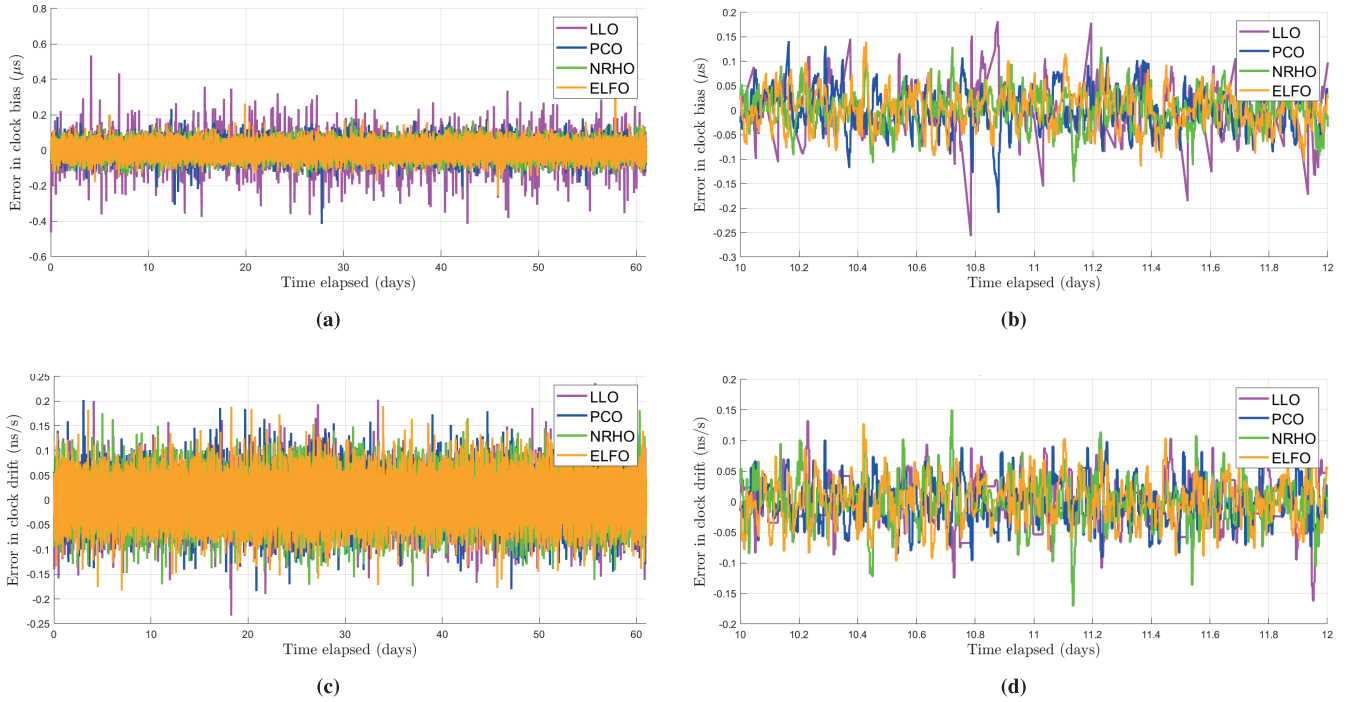 Error in clock bias (μs)
0.8
0.6
0.4
0.2
0
-0.2
-0.4
-0.6
LLO
PCO
NRHO
ELFO
0 10 20 30 40 50 60
Time elapsed (days)
(a)
Error in clock bias (μs)
0.2
0.15
0.1
0.05
0
-0.05
-0.1
-0.15
-0.2
-0.25
-0.3
LLO
PCO
NRHO
ELFO
10 10.2 10.4 10.6 10.8 11 11.2 11.4 11.6 11.8 12
Time elapsed (days)
(b)
Error in clock drift (ns/s)
0.25
0.2
0.15
0.1
0.05
0
-0.05
-0.1
-0.15
-0.2
-0.25
LLO
PCO
NRHO
ELFO
0 10 20 30 40 50 60
Time elapsed (days)
(c)
Error in clock drift (ns/s)
0.2
0.15
0.1
0.05
0
-0.05
-0.1
-0.15
-0.2
LLO
PCO
NRHO
ELFO
10 10.2 10.4 10.6 10.8 11 11.2 11.4 11.6 11.8 12
Time elapsed (days)
(d)